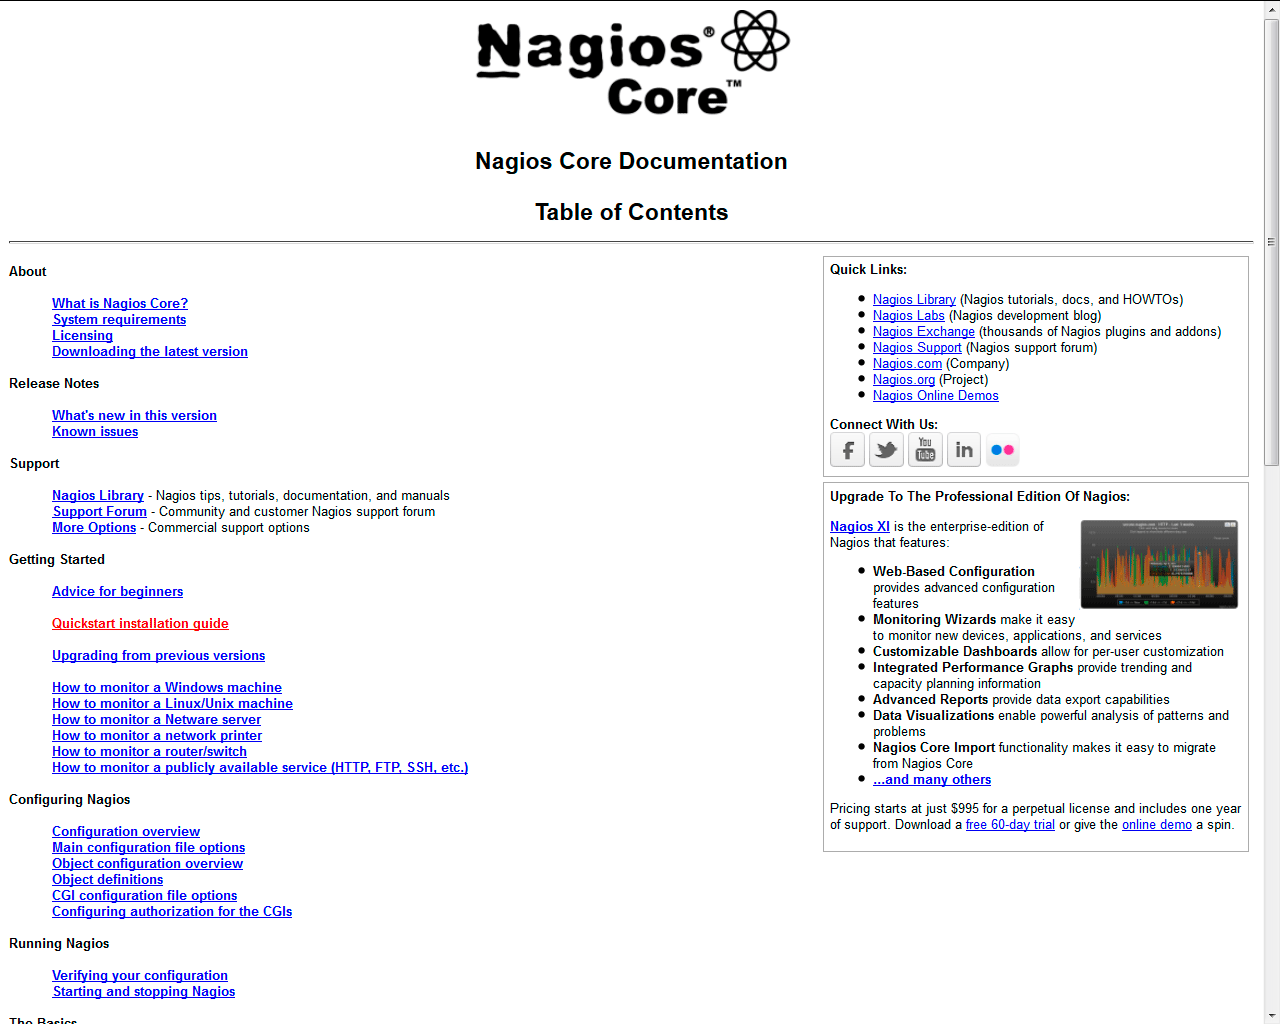 Nagios®
Core™
Nagios Core Documentation
Table of Contents
About
What is Nagios Core?
System requirements
Licensing
Downloading the latest version
Release Notes
What's new in this version
Known issues
Support
Nagios Library - Nagios tips, tutorials, documentation, and manuals
Support Forum - Community and customer Nagios support forum
More Options - Commercial support options
Getting Started
Advice for beginners
Quickstart installation guide
Upgrading from previous versions
How to monitor a Windows machine
How to monitor a Linux/Unix machine
How to monitor a Netware server
How to monitor a network printer
How to monitor a router/switch
How to monitor a publicly available service (HTTP, FTP, SSH, etc.)
Configuring Nagios
Configuration overview
Main configuration file options
Object configuration overview
Object definitions
CGI configuration file options
Configuring authorization for the CGIs
Running Nagios
Verifying your configuration
Starting and stopping Nagios
The Basics
Quick Links:
Nagios Library (Nagios tutorials, docs, and HOWTOs)
Nagios Labs (Nagios development blog)
Nagios Exchange (thousands of Nagios plugins and addons)
Nagios Support (Nagios support forum)
Nagios.com (Company)
Nagios.org (Project)
Nagios Online Demos
Connect With Us:
f
You
Tube
in
Upgrade To The Professional Edition Of Nagios:
Nagios XI is the enterprise-edition of
Nagios that features:
Web-Based Configuration
provides advanced configuration
features
Monitoring Wizards make it easy
to monitor new devices, applications, and services
Customizable Dashboards allow for per-user customization
Integrated Performance Graphs provide trending and
capacity planning information
Advanced Reports provide data export capabilities
Data Visualizations enable powerful analysis of patterns and
problems
Nagios Core Import functionality makes it easy to migrate
from Nagios Core
...and many others
Pricing starts at just $995 for a perpetual license and includes one year
of support. Download a free 60-day trial or give the online demo a spin.